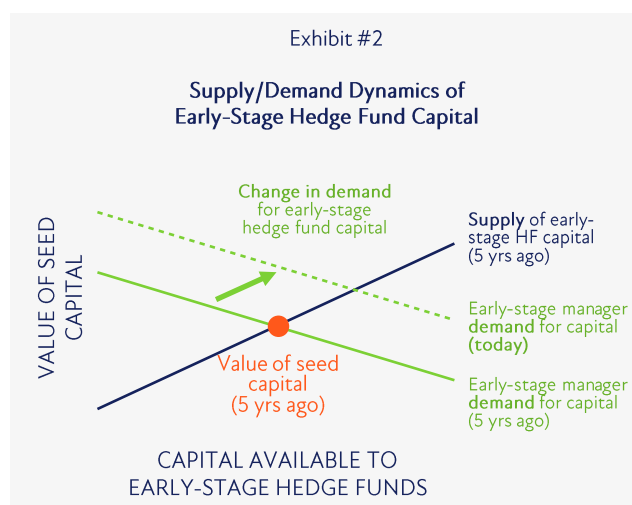 Exhibit #2
Supply/Demand Dynamics of
Early-Stage Hedge Fund Capital
Change in demand
for early-stage
hedge fund capital
VALUE OF SEED
CAPITAL
Supply of early-
stage HF capital
(5 yrs ago)
Early-stage manager
demand for capital
(today)
Value of seed
capital
(5 yrs ago)
Early-stage manager
demand for capital
(5 yrs ago)
CAPITAL AVAILABLE TO
EARLY-STAGE HEDGE FUNDS